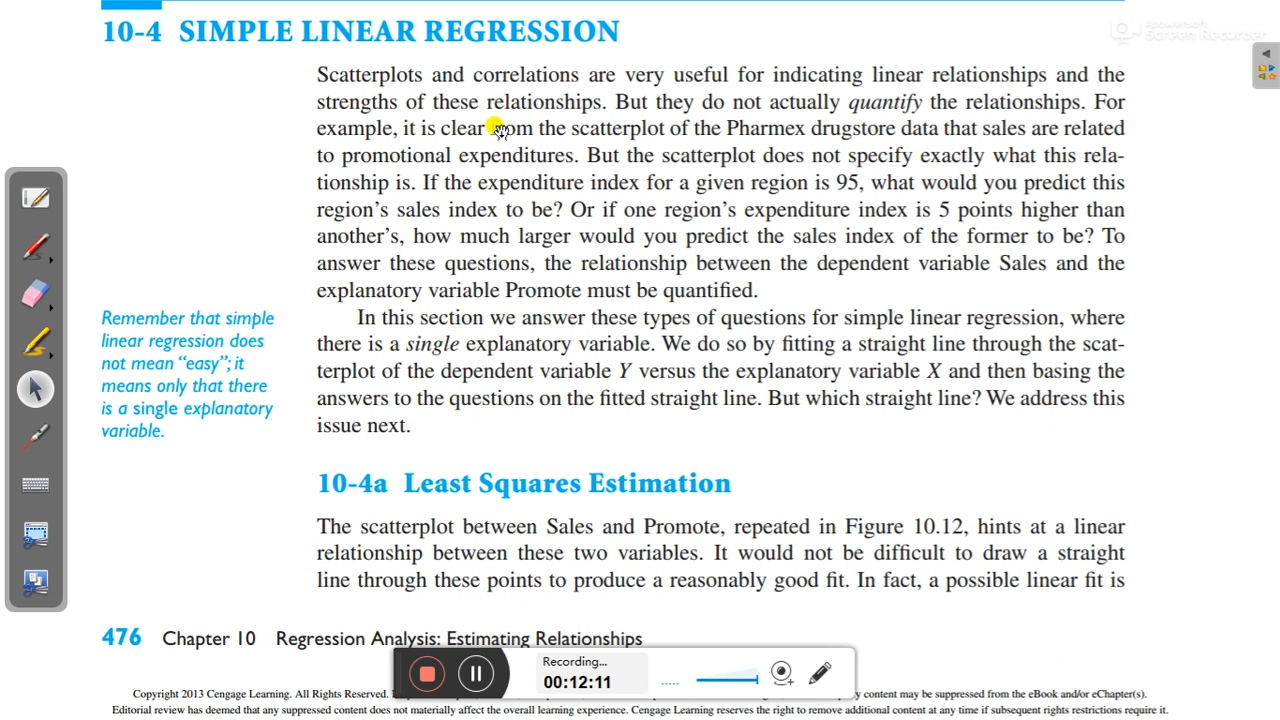 10-4 SIMPLE LINEAR REGRESSION
Screen Recorder
Scatterplots and correlations are very useful for indicating linear relationships and the
strengths of these relationships. But they do not actually quantify the relationships. For
example, it is clear from the scatterplot of the Pharmex drugstore data that sales are related
to promotional expenditures. But the scatterplot does not specify exactly what this rela-
tionship is. If the expenditure index for a given region is 95, what would you predict this
region's sales index to be? Or if one region's expenditure index is 5 points higher than
another's, how much larger would you predict the sales index of the former to be? To
answer these questions, the relationship between the dependent variable Sales and the
explanatory variable Promote must be quantified.
Remember that simple
linear regression does
not mean “easy”; it
means only that there
is a single explanatory
variable.
In this section we answer these types of questions for simple linear regression, where
there is a single explanatory variable. We do so by fitting a straight line through the scat-
terplot of the dependent variable Y versus the explanatory variable X and then basing the
answers to the questions on the fitted straight line. But which straight line? We address this
issue next.
10-4a Least Squares Estimation
The scatterplot between Sales and Promote, repeated in Figure 10.12, hints at a linear
relationship between these two variables. It would not be difficult to draw a straight
line through these points to produce a reasonably good fit. In fact, a possible linear fit is
476 Chapter 10 Regression Analysis: Estimating Relationships
Recording...
00:12:11
Copyright 2013 Cengage Learning. All Rights Reserved. content may be suppressed from the eBook and/or eChapter(s).
Editorial review has deemed that any suppressed content does not materially affect the overall learning experience. Cengage Learning reserves the right to remove additional content at any time if subsequent rights restrictions require it.